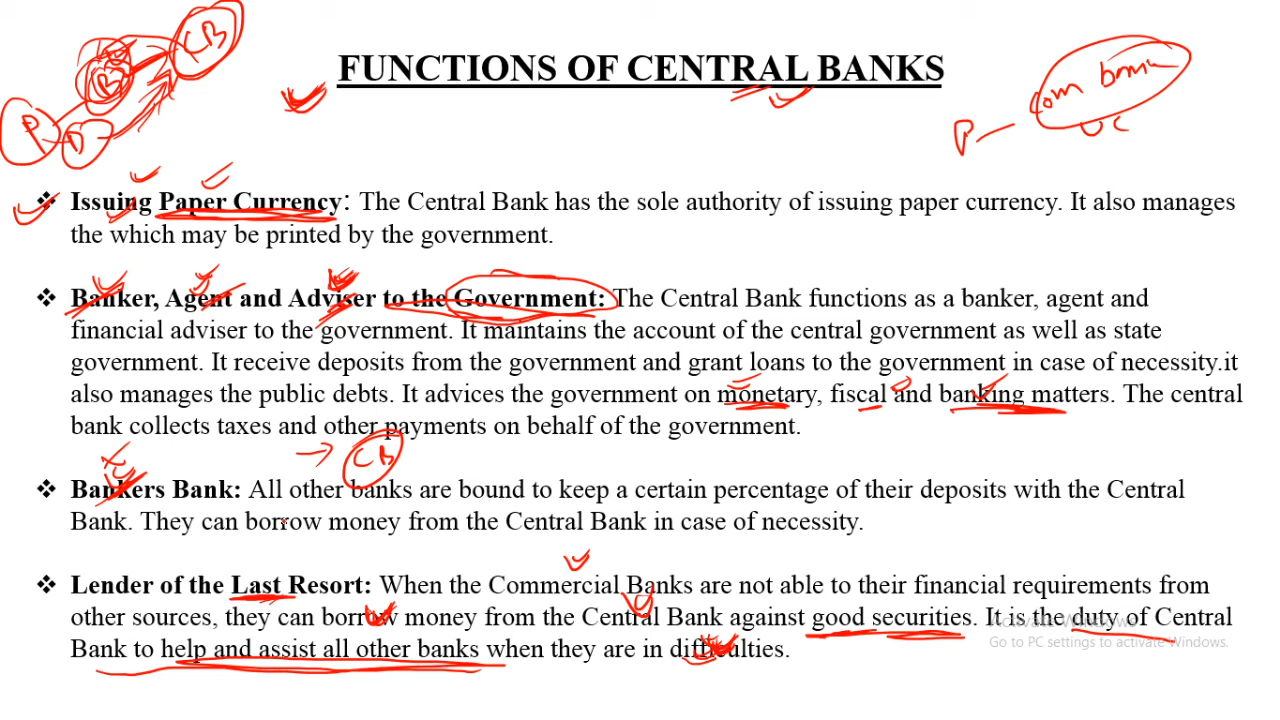 CB
B
P
D
FUNCTIONS OF CENTRAL BANKS
com bank
P
❖ Issuing Paper Currency: The Central Bank has the sole authority of issuing paper currency. It also manages
the which may be printed by the government.
❖ Banker, Agent and Adviser to the Government: The Central Bank functions as a banker, agent and
financial adviser to the government. It maintains the account of the central government as well as state
government. It receive deposits from the government and grant loans to the government in case of necessity.it
also manages the public debts. It advices the government on monetary, fiscal and banking matters. The central
bank collects taxes and other payments on behalf of the government.
CB
❖ Bankers Bank: All other banks are bound to keep a certain percentage of their deposits with the Central
Bank. They can borrow money from the Central Bank in case of necessity.
❖ Lender of the Last Resort: When the Commercial Banks are not able to their financial requirements from
other sources, they can borrow money from the Central Bank against good securities. It is the duty of Central
Bank to help and assist all other banks when they are in difficulties.
Activate Windows
Go to PC settings to activate Windows.